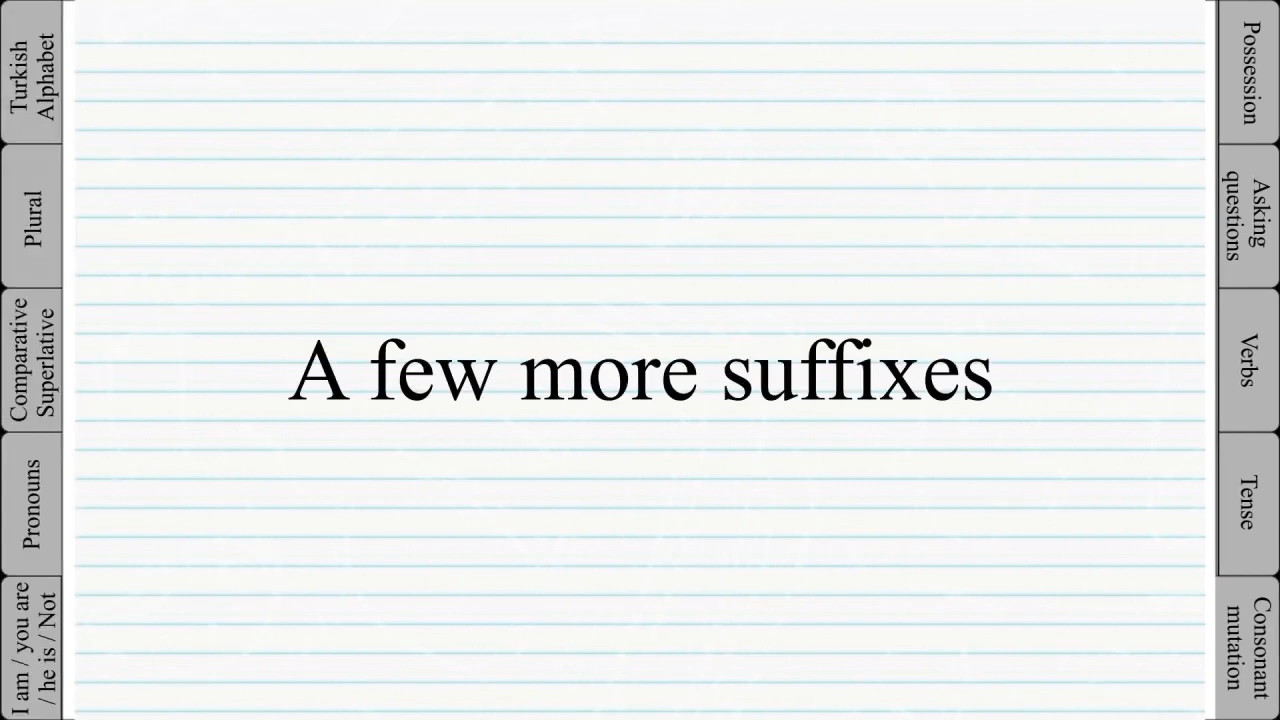 Turkish
Alphabet
Plural
Comparative
Superlative
Pronouns
I am / you are
/ he is / Not
A few more suffixes
Possession
Asking
questions
Verbs
Tense
Consonant
mutation